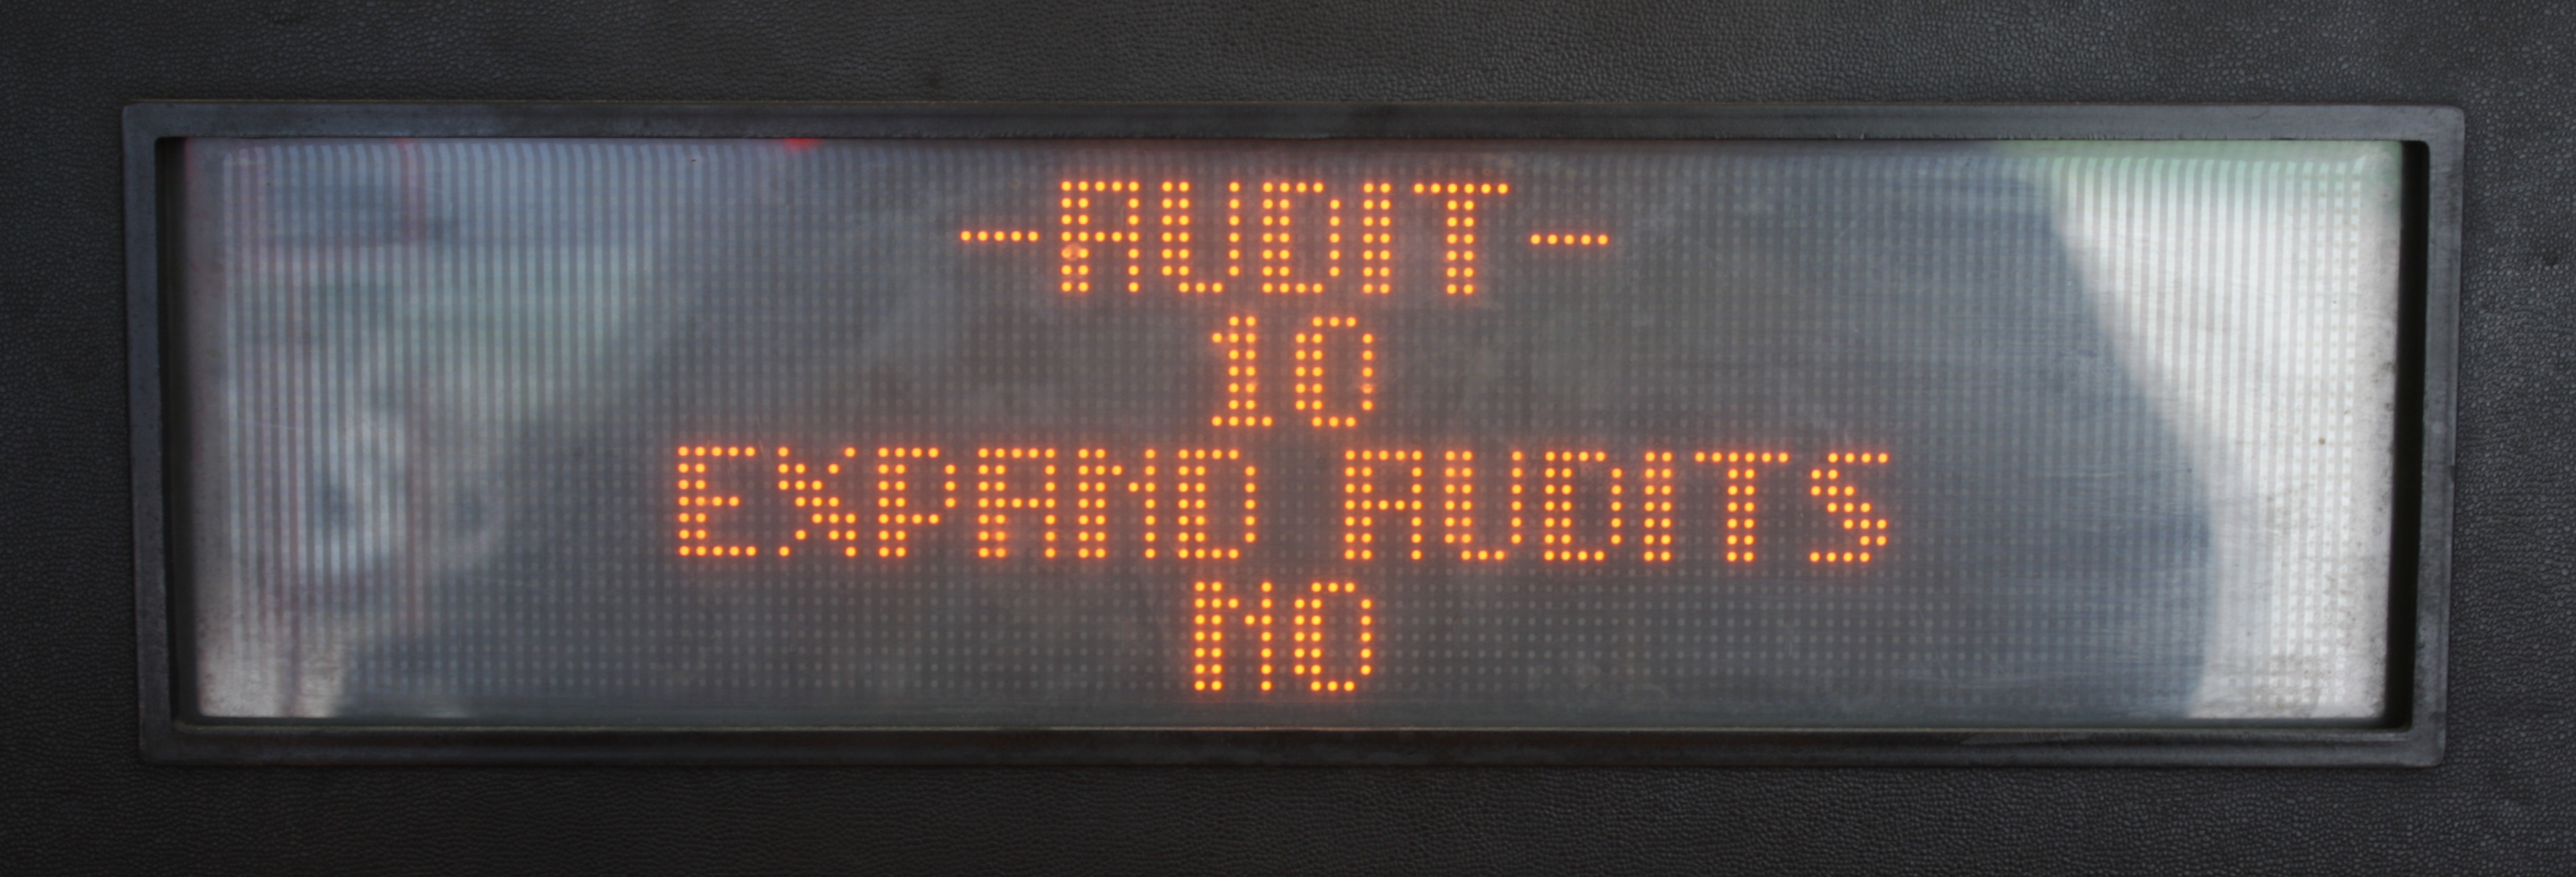 -AUDIT-
10
EXPAND AUDITS
NO